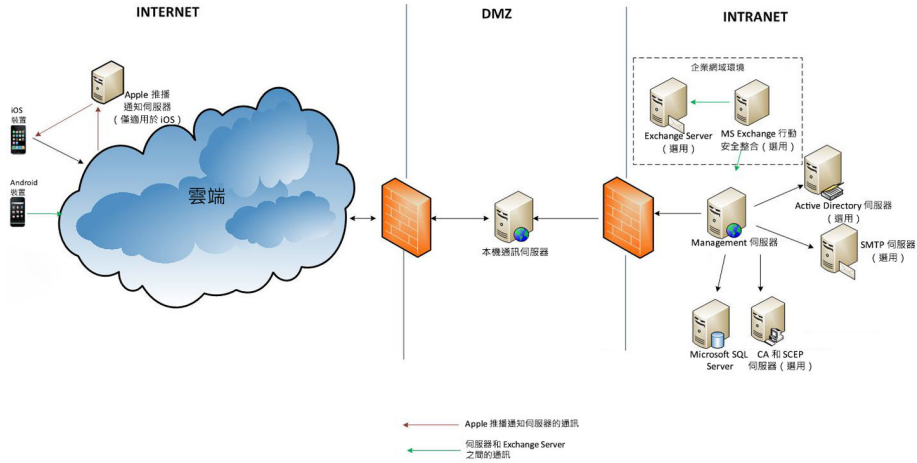 INTERNET
DMZ
INTRANET
企業網域環境
Apple 推播
通知伺服器
（僅適用於 iOS）
iOS
裝置
Exchange Server
（選用）
MS Exchange 行動
安全整合（選用）
Android
裝置
雲端
Active Directory 伺服器
（選用）
本機通訊伺服器
Management 伺服器
SMTP 伺服器
（選用）
Microsoft SQL
Server
CA 和 SCEP
伺服器（選用）
Apple 推播通知伺服器的通訊
伺服器和 Exchange Server
之間的通訊